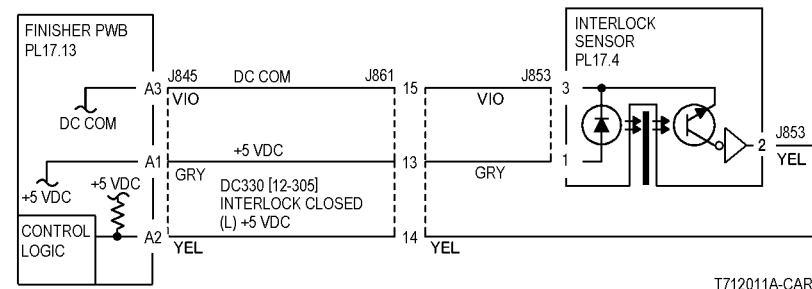 FINISHER PWB
PL17.13
INTERLOCK
SENSOR
PL17.4
A3
J845
DC COM
J861
15
J853
3
VIO
VIO
DC COM
A1
+5 VDC
13
1
2
J853
YEL
GRY
GRY
+5 VDC
+5 VDC
DC330 [12-305]
INTERLOCK CLOSED
(L) +5 VDC
CONTROL
LOGIC
A2
YEL
14
YEL
T712011A-CAR